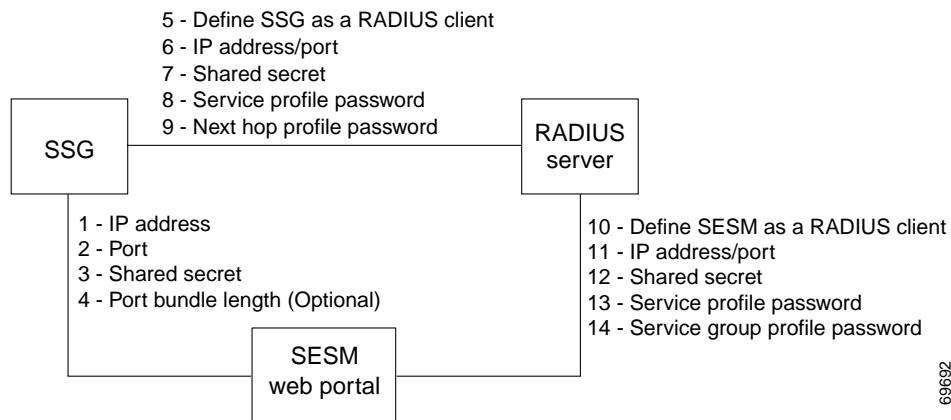 5 - Define SSG as a RADIUS client
6 - IP address/port
7 - Shared secret
8 - Service profile password
9 - Next hop profile password
SSG
RADIUS
server
1 - IP address
2 - Port
3 - Shared secret
4 - Port bundle length (Optional)
10 - Define SESM as a RADIUS client
11 - IP address/port
12 - Shared secret
13 - Service profile password
14 - Service group profile password
SESM
web portal
69692